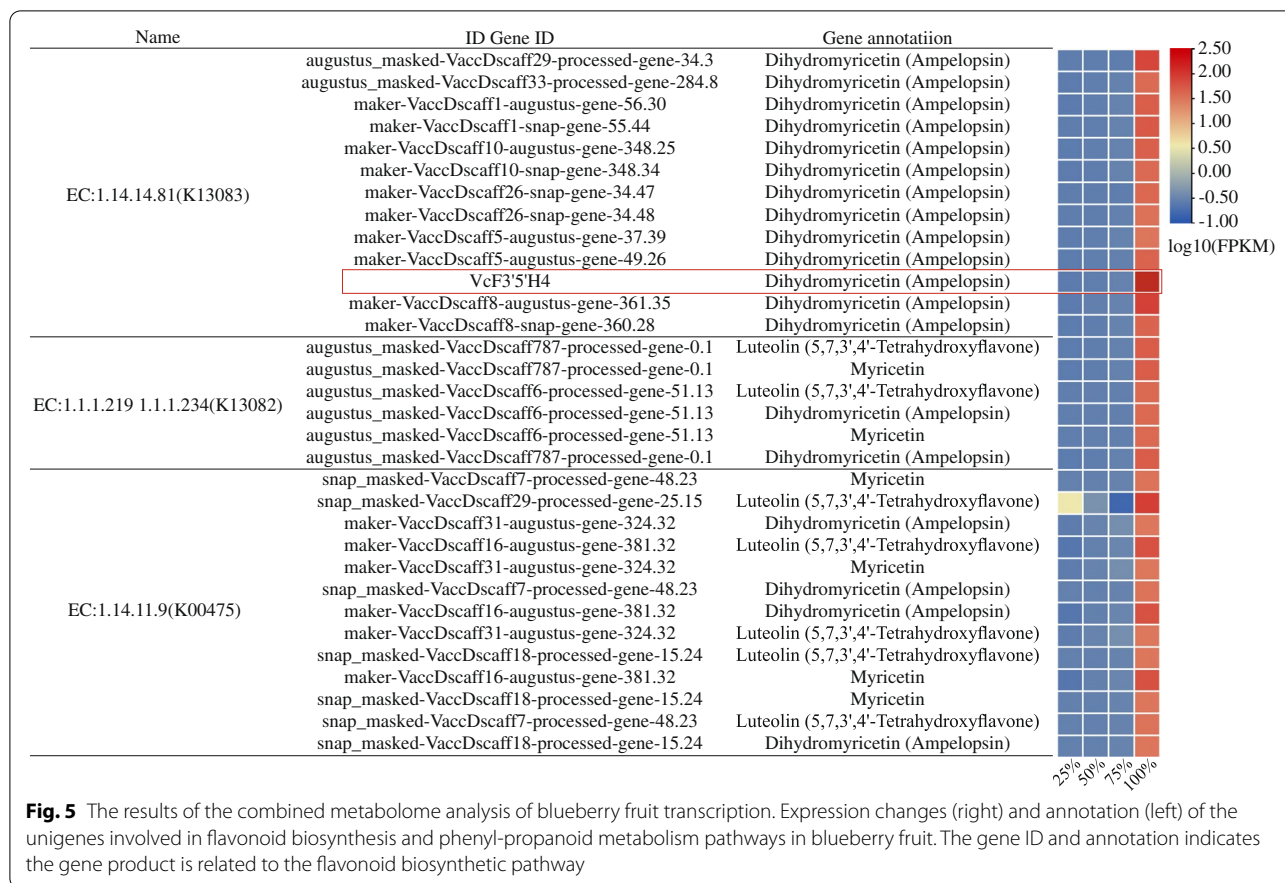 Name ID Gene ID Gene annotatiion
augustus_masked-VaccDscaff29-processed-gene-34.3 Dihydromyricetin (Ampelopsin)
augustus_masked-VaccDscaff33-processed-gene-284.8 Dihydromyricetin (Ampelopsin)
maker-VaccDscaff1-augustus-gene-56.30 Dihydromyricetin (Ampelopsin)
maker-VaccDscaff1-snap-gene-55.44 Dihydromyricetin (Ampelopsin)
maker-VaccDscaff10-augustus-gene-348.25 Dihydromyricetin (Ampelopsin)
maker-VaccDscaff10-snap-gene-348.34 Dihydromyricetin (Ampelopsin)
EC:1.14.14.81(K13083) maker-VaccDscaff26-snap-gene-34.47 Dihydromyricetin (Ampelopsin)
maker-VaccDscaff26-snap-gene-34.48 Dihydromyricetin (Ampelopsin)
maker-VaccDscaff5-augustus-gene-37.39 Dihydromyricetin (Ampelopsin)
maker-VaccDscaff5-augustus-gene-49.26 Dihydromyricetin (Ampelopsin)
VcF3'5'H4 Dihydromyricetin (Ampelopsin)
maker-VaccDscaff8-augustus-gene-361.35 Dihydromyricetin (Ampelopsin)
maker-VaccDscaff8-snap-gene-360.28 Dihydromyricetin (Ampelopsin)
augustus_masked-VaccDscaff787-processed-gene-0.1 Luteolin (5,7,3',4'-Tetrahydroxyflavone)
augustus_masked-VaccDscaff787-processed-gene-0.1 Myricetin
EC:1.1.1.219 1.1.1.234(K13082) augustus_masked-VaccDscaff6-processed-gene-51.13 Luteolin (5,7,3',4'-Tetrahydroxyflavone)
augustus_masked-VaccDscaff6-processed-gene-51.13 Dihydromyricetin (Ampelopsin)
augustus_masked-VaccDscaff6-processed-gene-51.13 Myricetin
augustus_masked-VaccDscaff787-processed-gene-0.1 Dihydromyricetin (Ampelopsin)
snap_masked-VaccDscaff7-processed-gene-48.23 Myricetin
snap_masked-VaccDscaff29-processed-gene-25.15 Luteolin (5,7,3',4'-Tetrahydroxyflavone)
maker-VaccDscaff31-augustus-gene-324.32 Dihydromyricetin (Ampelopsin)
maker-VaccDscaff16-augustus-gene-381.32 Luteolin (5,7,3',4'-Tetrahydroxyflavone)
maker-VaccDscaff31-augustus-gene-324.32 Myricetin
snap_masked-VaccDscaff7-processed-gene-48.23 Dihydromyricetin (Ampelopsin)
EC:1.14.11.9(K00475) maker-VaccDscaff16-augustus-gene-381.32 Dihydromyricetin (Ampelopsin)
maker-VaccDscaff31-augustus-gene-324.32 Luteolin (5,7,3',4'-Tetrahydroxyflavone)
snap_masked-VaccDscaff18-processed-gene-15.24 Luteolin (5,7,3',4'-Tetrahydroxyflavone)
maker-VaccDscaff16-augustus-gene-381.32 Myricetin
snap_masked-VaccDscaff18-processed-gene-15.24 Myricetin
snap_masked-VaccDscaff7-processed-gene-48.23 Luteolin (5,7,3',4'-Tetrahydroxyflavone)
snap_masked-VaccDscaff18-processed-gene-15.24 Dihydromyricetin (Ampelopsin)
25% 50% 75% 100%
2.50
2.00
1.50
1.00
0.50
0.00
-0.50
-1.00
log10(FPKM)
Fig. 5 The results of the combined metabolome analysis of blueberry fruit transcription. Expression changes (right) and annotation (left) of the
unigenes involved in flavonoid biosynthesis and phenyl-propanoid metabolism pathways in blueberry fruit. The gene ID and annotation indicates
the gene product is related to the flavonoid biosynthetic pathway